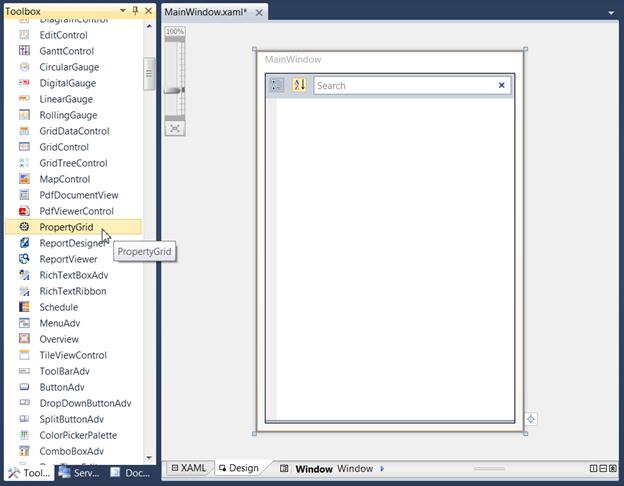 Toolbox
DiagramControl
EditControl
GanttControl
CircularGauge
DigitalGauge
LinearGauge
RollingGauge
GridDataControl
GridControl
GridTreeControl
MapControl
PdfDocumentView
PdfViewerControl
PropertyGrid
ReportDesigner
PropertyGrid
ReportViewer
RichTextBoxAdv
RichTextRibbon
Schedule
MenuAdv
Overview
TileViewControl
ToolBarAdv
ButtonAdv
DropDownButtonAdv
SplitButtonAdv
ColorPickerPalette
ComboBoxAdv
Tool...
Serv...
Doc...
MainWindow.xaml*
100%
MainWindow
Search
XAML
Design
Window Window